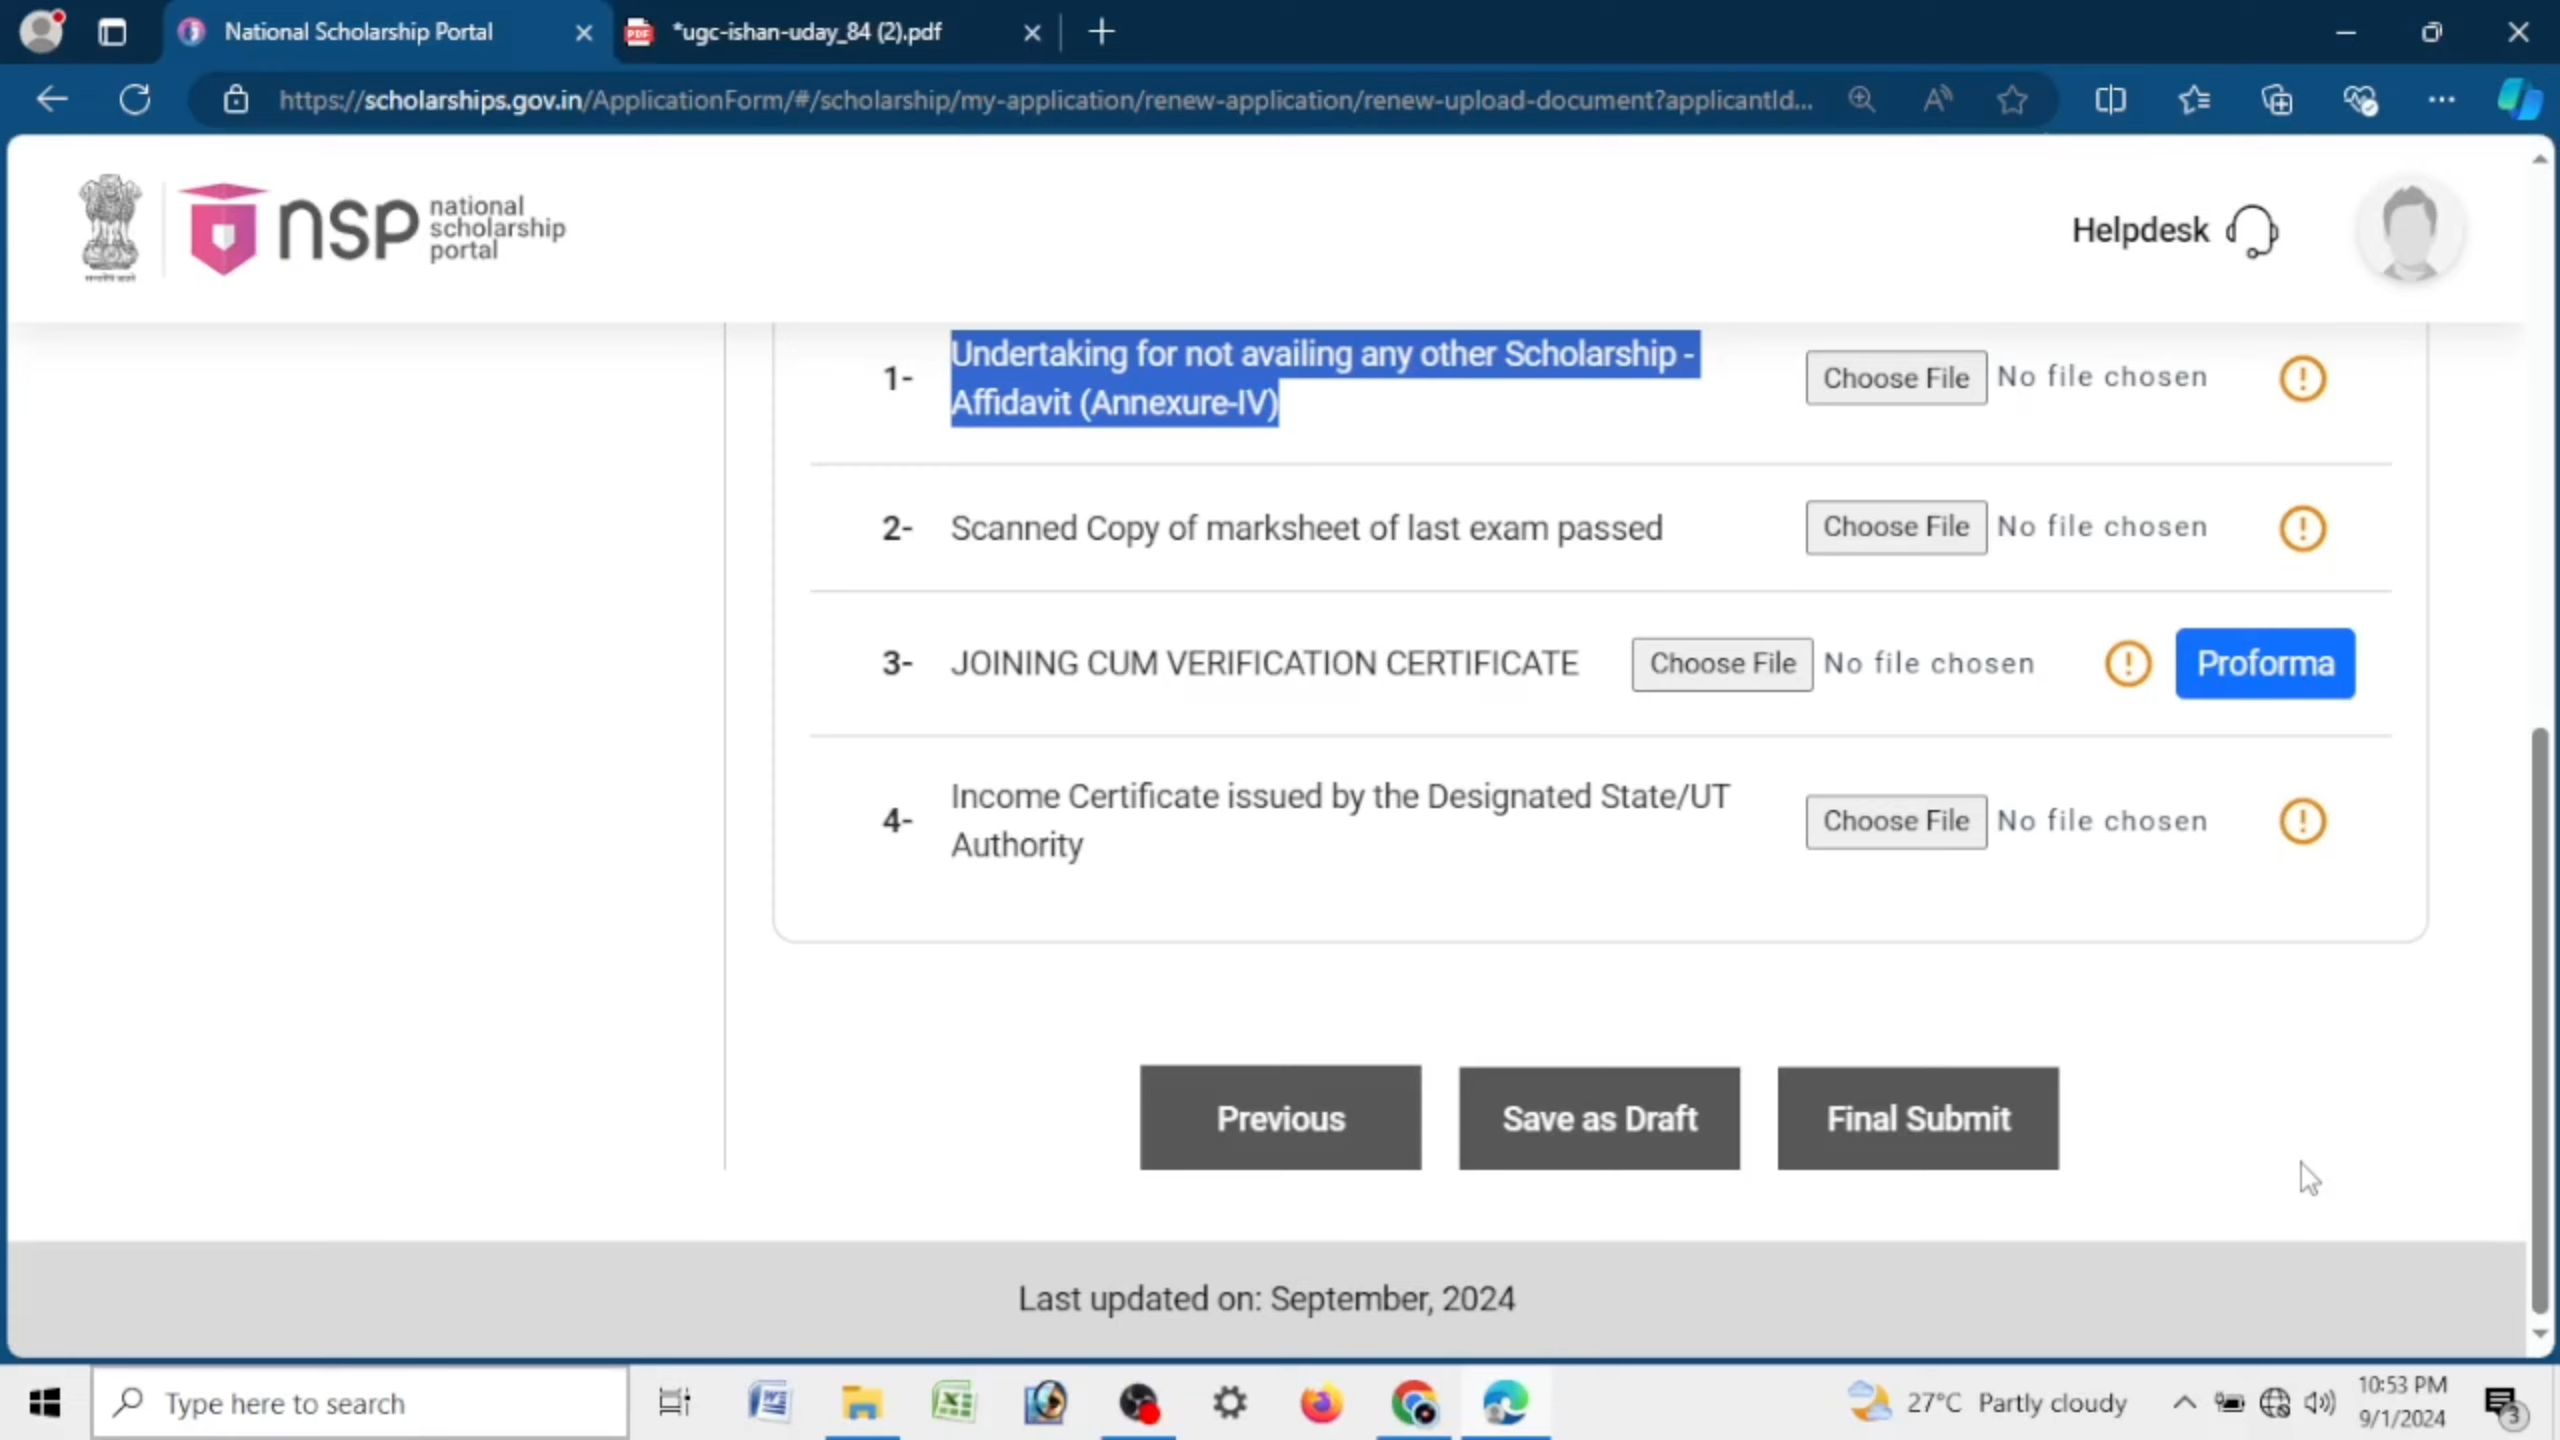 National Scholarship Portal
PDF
*ugc-ishan-uday_84 (2).pdf
https://scholarships.gov.in/ApplicationForm/#/scholarship/my-application/renew-application/renew-upload-document?applicantId...
nsp
national
scholarship
portal
Helpdesk
1- Undertaking for not availing any other Scholarship -
Affidavit (Annexure-IV)
Choose File No file chosen
2- Scanned Copy of marksheet of last exam passed
Choose File No file chosen
3- JOINING CUM VERIFICATION CERTIFICATE
Choose File No file chosen
Proforma
4- Income Certificate issued by the Designated State/UT
Authority
Choose File No file chosen
Previous
Save as Draft
Final Submit
Last updated on: September, 2024
Type here to search
27°C Partly cloudy
10:53 PM
9/1/2024
3